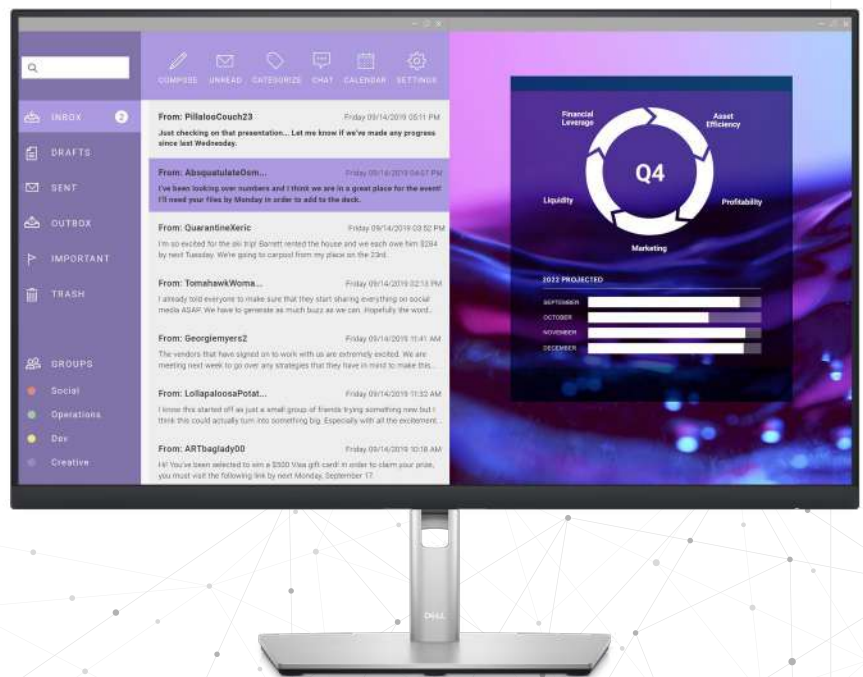 COMPOSE UNREAD CATEGORIZE CHAT CALENDAR SETTINGS
INBOX 2
DRAFTS
SENT
OUTBOX
IMPORTANT
TRASH
GROUPS
Social
Operations
Dev
Creative
From: PillalooCouch23 Friday 09/14/2019 05:11 PM
Just checking on that presentation... Let me know if we've made any progress
since last Wednesday.
From: AbsquatulateOsm... Friday 09/14/2019 04:07 PM
I've been looking over numbers and I think we are in a great place for the event!
I'll need your files by Monday in order to add to the deck.
From: QuarantineXeric Friday 09/14/2019 03:52 PM
I'm so excited for the ski trip! Barrett rented the house and we each owe him $284
by next Tuesday. We're going to carpool from my place on the 23rd.
From: TomahawkWoma... Friday 09/14/2019 02:13 PM
I already told everyone to make sure that they start sharing everything on social
media ASAP. We have to generate as much buzz as we can. Hopefully the word..
From: Georgiemyers2 Friday 09/14/2019 11:41 AM
The vendors that have signed on to work with us are extremely excited. We are
meeting next week to go over any strategies that they have in mind to make this...
From: LollapaloosaPotat... Friday 09/14/2019 11:32 AM
I know this started off as just a small group of friends trying something new but I
think this could actually turn into something big. Especially with all the excitement...
From: ARTbaglady00 Friday 09/14/2019 10:18 AM
Hi! You've been selected to win a $500 Visa gift card! In order to claim your prize,
you must visit the following link by next Monday, September 17.
Financial
Leverage
Asset
Efficiency
Q4
Liquidity
Profitability
Marketing
2022 PROJECTED
SEPTEMBER
OCTOBER
NOVEMBER
DECEMBER
DELL